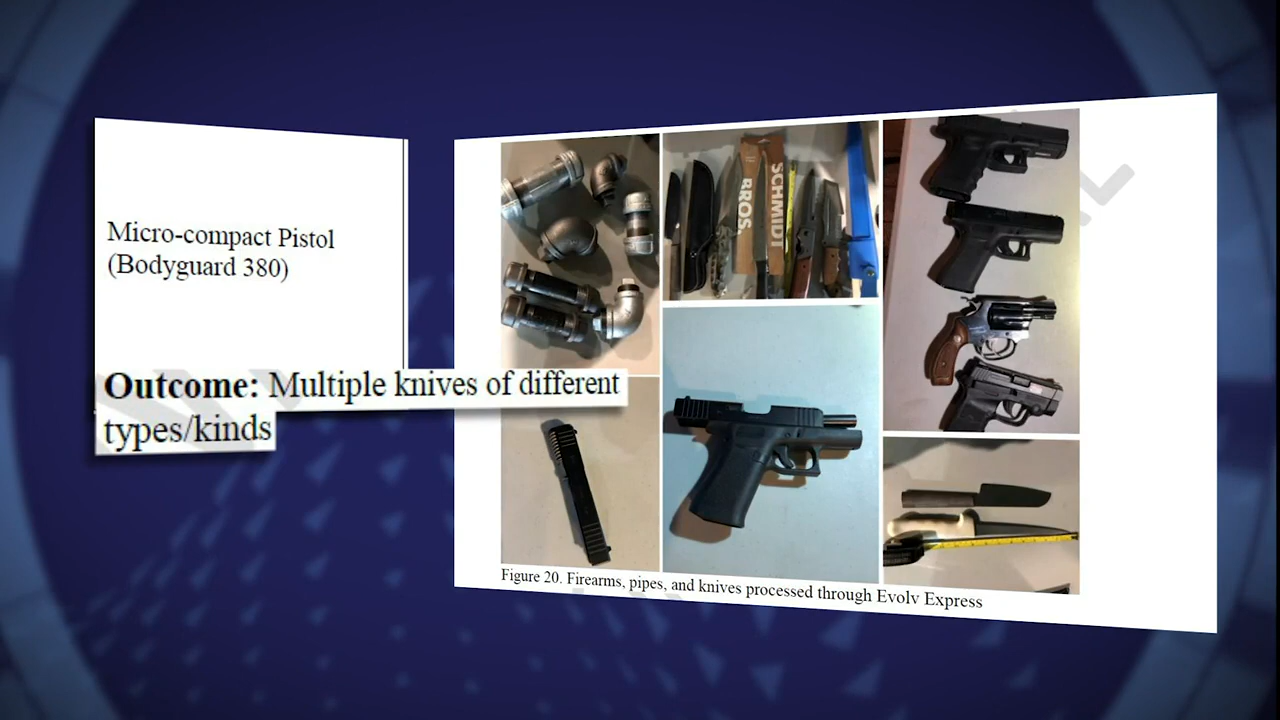 Micro-compact Pistol
(Bodyguard 380)
Outcome: Multiple knives of different
types/kinds
SCHMIDT
BROS.
Figure 20. Firearms, pipes, and knives processed through Evolv Express